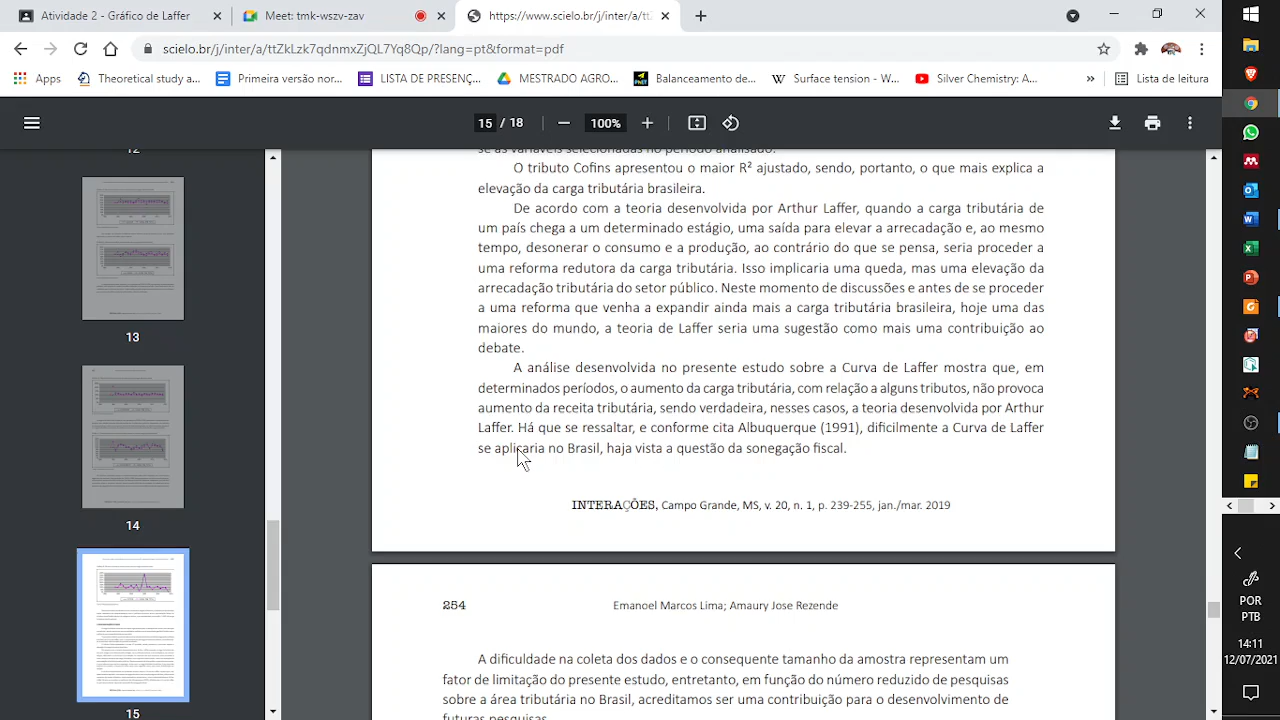 Atividade 2 - Gráfico de Laffer
Meet: tmk-wszv-zav
https://www.scielo.br/j/inter/a/tt
scielo.br/j/inter/a/ttZkLzk7qdnmxZjQL7Yq8Qp/?lang=pt&format=pdf
Apps
Theoretical study a...
Primeira versão nor...
LISTA DE PRESENÇ...
MESTRADO AGRO...
Balanceamento de...
Surface tension - W...
Silver Chemistry: A...
Lista de leitura
15 / 18
100%
12
13
14
15
se as variáveis selecionadas no período analisado.
O tributo Cofins apresentou o maior R² ajustado, sendo, portanto, o que mais explica a
elevação da carga tributária brasileira.
De acordo com a teoria desenvolvida por Arthur Laffer, quando a carga tributária de
um país chega a um determinado estágio, uma saída para elevar a arrecadação e, ao mesmo
tempo, desonerar o consumo e a produção, ao contrário do que se pensa, seria proceder a
uma reforma redutora da carga tributária. Isso implicaria uma queda, mas uma elevação da
arrecadação tributária do setor público. Neste momento de discussões e antes de se proceder
a uma reforma que venha a expandir ainda mais a carga tributária brasileira, hoje uma das
maiores do mundo, a teoria de Laffer seria uma sugestão como mais uma contribuição ao
debate.
A análise desenvolvida no presente estudo sobre a Curva de Laffer mostra que, em
determinados períodos, o aumento da carga tributária, com relação a alguns tributos, não provoca
aumento da receita tributária, sendo verdadeira, nesses casos, a teoria desenvolvida por Arthur
Laffer. Há que se ressaltar, e conforme cita Albuquerque (1991), dificilmente a Curva de Laffer
se aplicaria no Brasil, haja vista a questão da sonegação fiscal.
INTERAÇÕES, Campo Grande, MS, v. 20, n. 1, p. 239-255, jan./mar. 2019
254
Emanoel Marcos Lima; Amaury Jose Rezende
A dificuldade na coleta dos dados e o consequente tamanho da amostra representaram
fator de limitação do presente estudo, entretanto, em função do número reduzido de pesquisas
sobre a área tributária no Brasil, acreditamos ser uma contribuição para o desenvolvimento de
futuras pesquisas.
POR
PTB
14:11